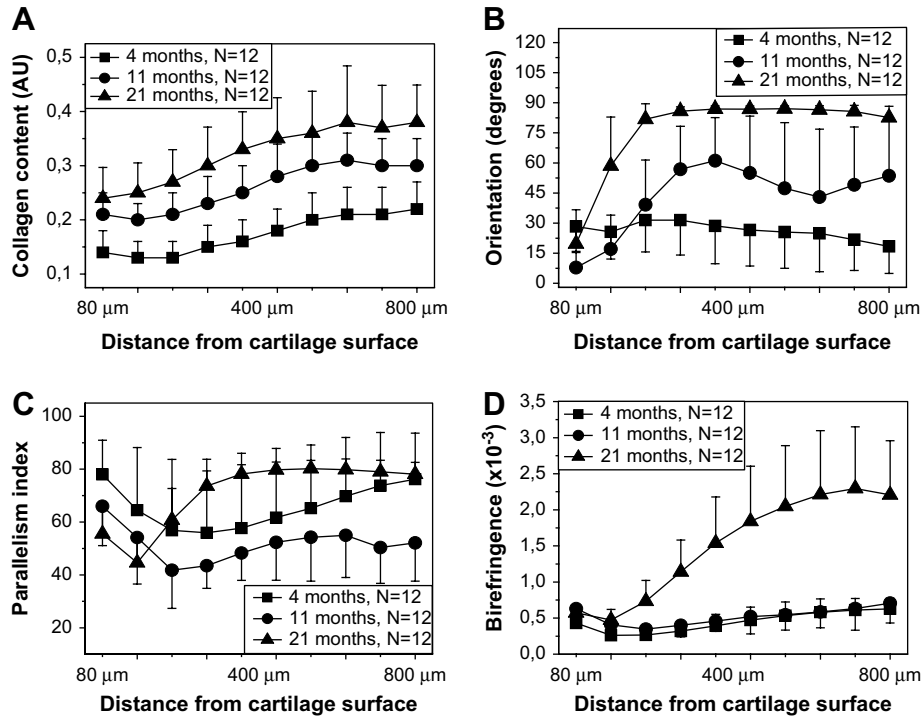 A
Collagen content (AU)
0,5
0,4
0,3
0,2
0,1
4 months, N=12
11 months, N=12
21 months, N=12
80 μm
400 μm
800 μm
Distance from cartilage surface
B
Orientation (degrees)
120
105
90
75
60
45
30
15
0
4 months, N=12
11 months, N=12
21 months, N=12
80 μm
400 μm
800 μm
Distance from cartilage surface
C
Parallelism index
100
80
60
40
20
4 months, N=12
11 months, N=12
21 months, N=12
80 μm
400 μm
800 μm
Distance from cartilage surface
D
Birefringence (x10⁻³)
3,5
3,0
2,5
2,0
1,5
1,0
0,5
0,0
4 months, N=12
11 months, N=12
21 months, N=12
80 μm
400 μm
800 μm
Distance from cartilage surface